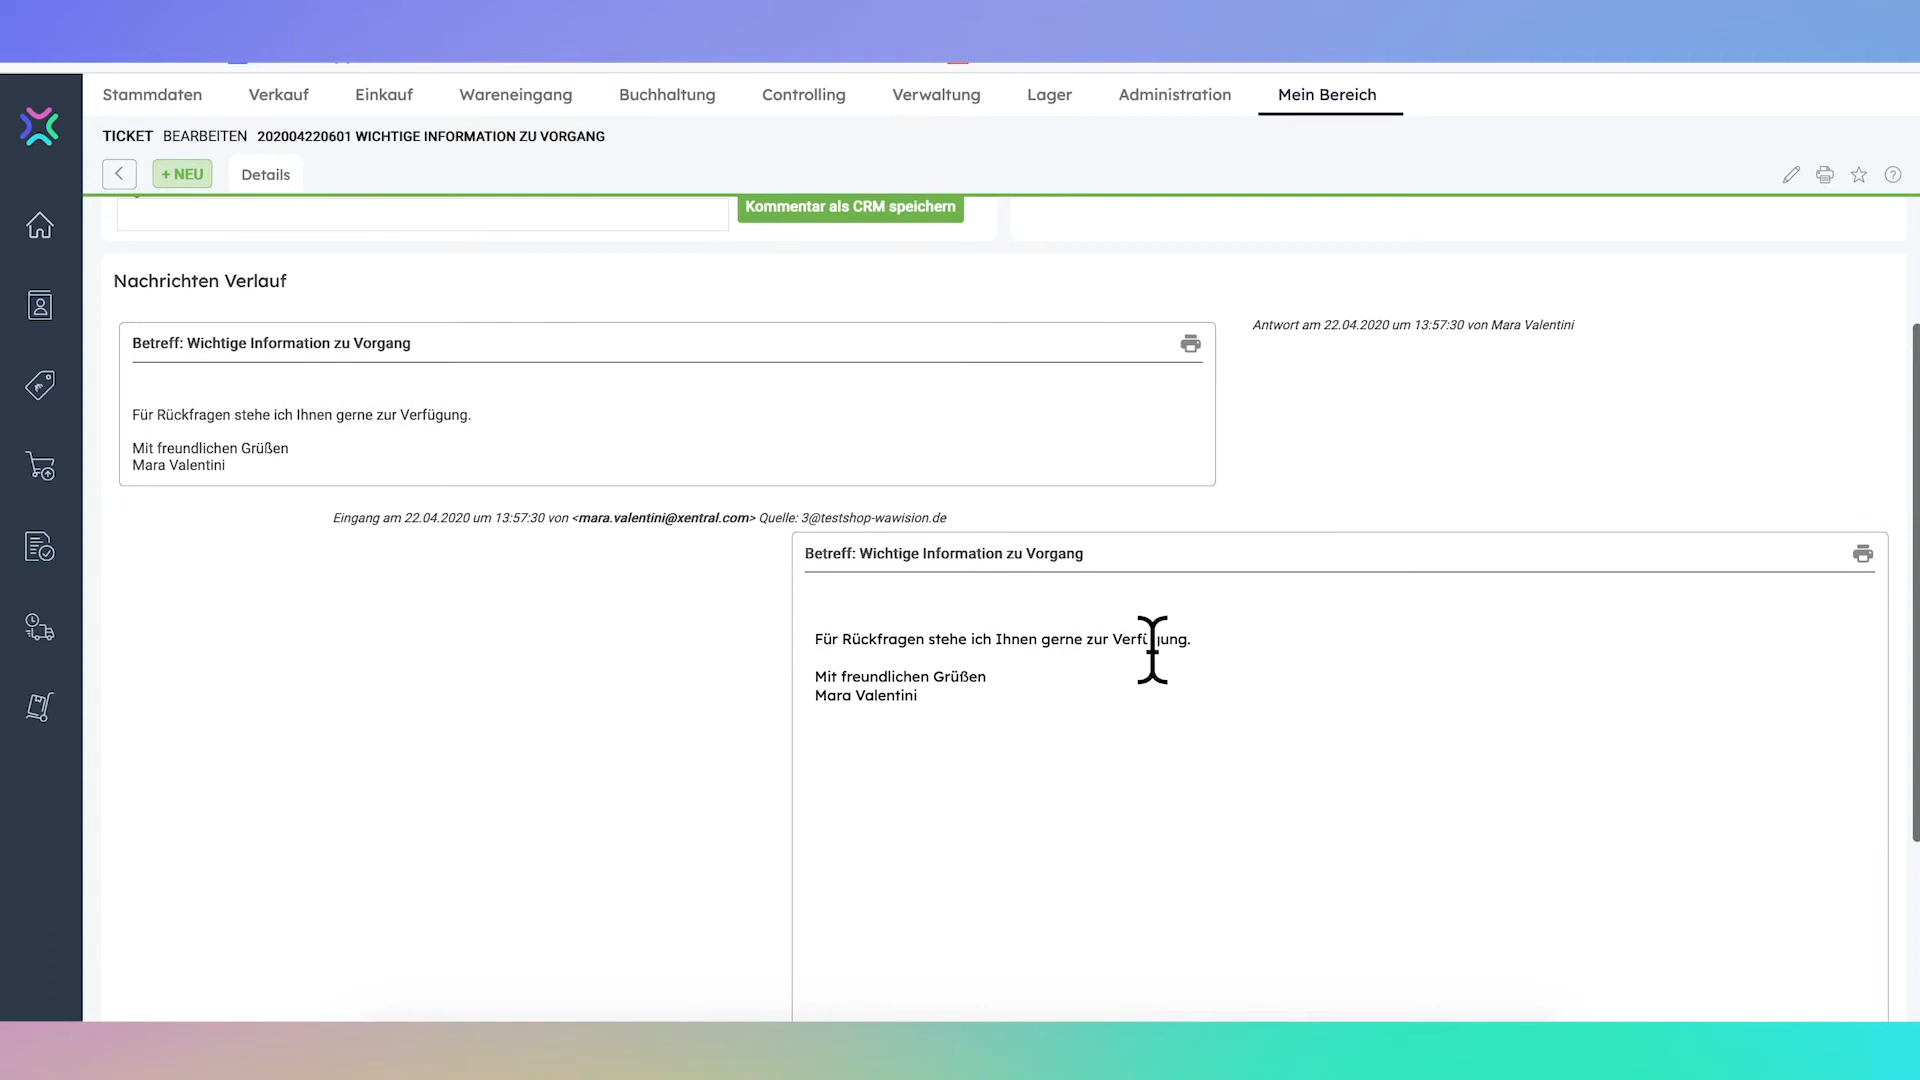 Stammdaten Verkauf Einkauf Wareneingang Buchhaltung Controlling Verwaltung Lager Administration Mein Bereich
TICKET BEARBEITEN 202004220601 WICHTIGE INFORMATION ZU VORGANG
+ NEU Details
Kommentar als CRM speichern
Nachrichten Verlauf
Antwort am 22.04.2020 um 13:57:30 von Mara Valentini
Betreff: Wichtige Information zu Vorgang
Für Rückfragen stehe ich Ihnen gerne zur Verfügung.
Mit freundlichen Grüßen
Mara Valentini
Eingang am 22.04.2020 um 13:57:30 von <mara.valentini@xentral.com> Quelle: 3@testshop-wawision.de
Betreff: Wichtige Information zu Vorgang
Für Rückfragen stehe ich Ihnen gerne zur Verfügung.
Mit freundlichen Grüßen
Mara Valentini